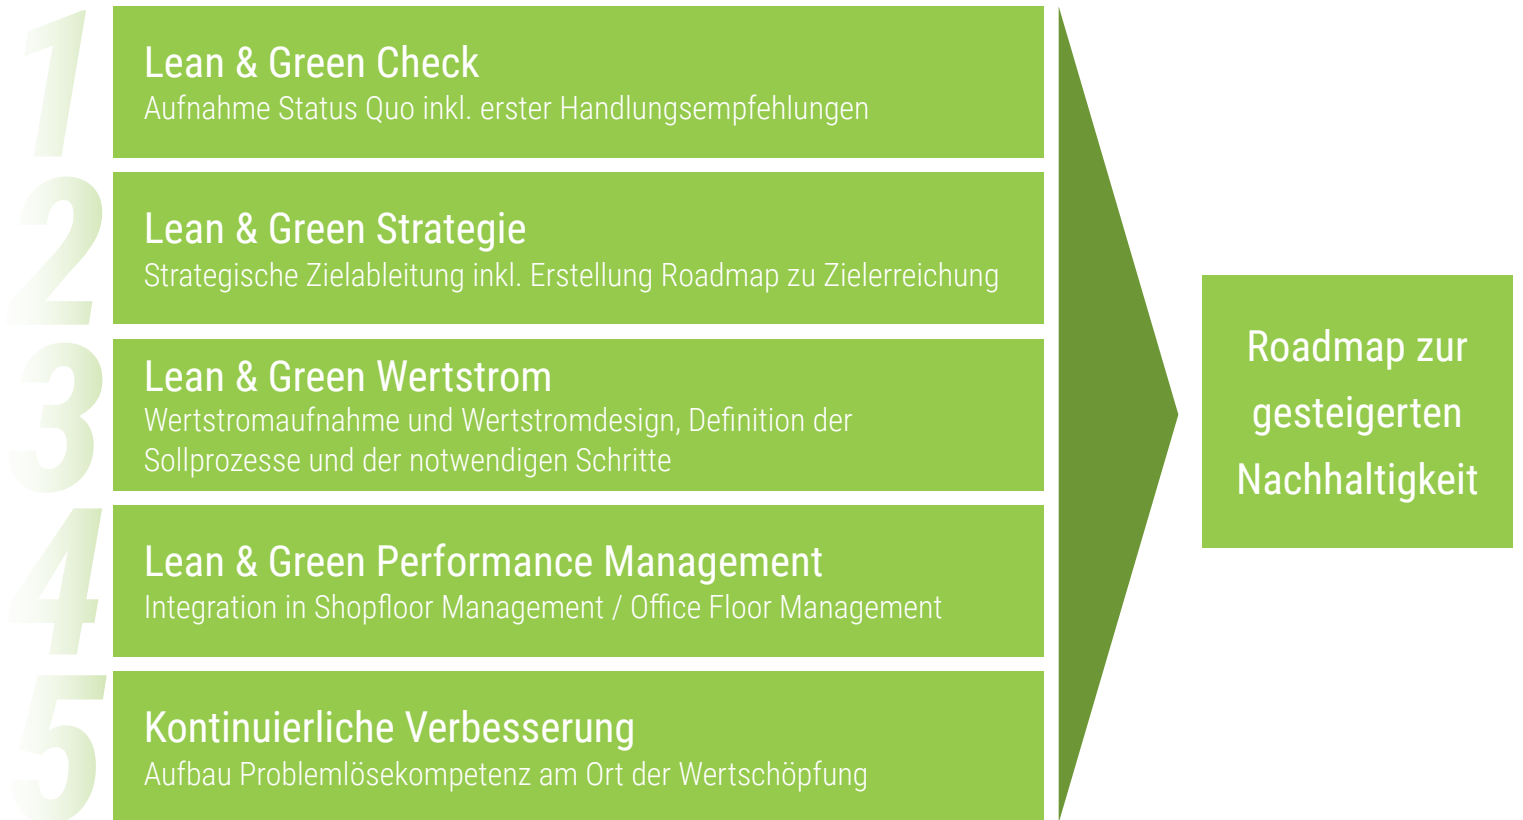 1
Lean & Green Check
Aufnahme Status Quo inkl. erster Handlungsempfehlungen
2
Lean & Green Strategie
Strategische Zielableitung inkl. Erstellung Roadmap zu Zielerreichung
3
Lean & Green Wertstrom
Wertstromaufnahme und Wertstromdesign, Definition der
Sollprozesse und der notwendigen Schritte
4
Lean & Green Performance Management
Integration in Shopfloor Management / Office Floor Management
5
Kontinuierliche Verbesserung
Aufbau Problemlösekompetenz am Ort der Wertschöpfung
Roadmap zur
gesteigerten
Nachhaltigkeit